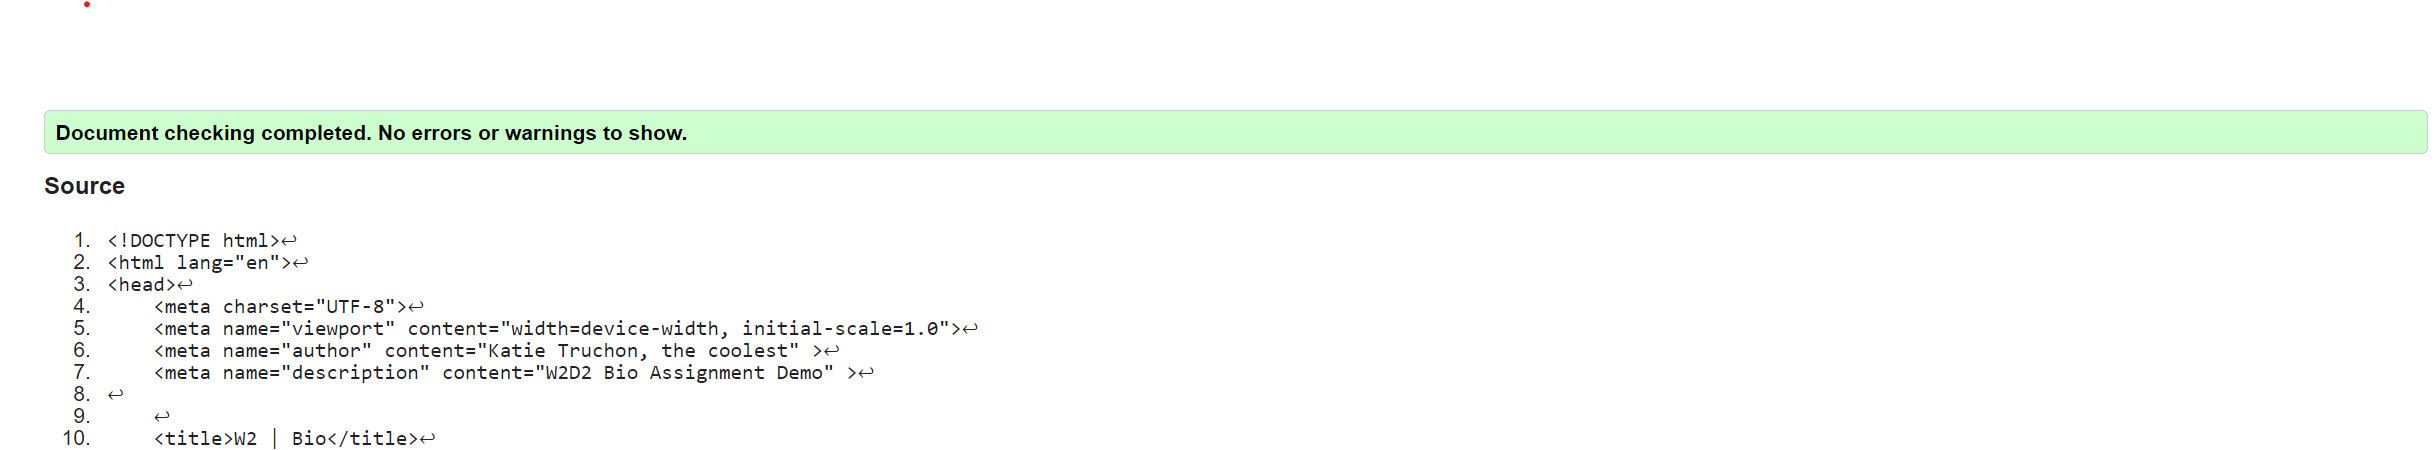 Document checking completed. No errors or warnings to show.
Source
1. <!DOCTYPE html>↩
2. <html lang="en">↩
3. <head>↩
4.     <meta charset="UTF-8">↩
5.     <meta name="viewport" content="width=device-width, initial-scale=1.0">↩
6.     <meta name="author" content="Katie Truchon, the coolest" >↩
7.     <meta name="description" content="W2D2 Bio Assignment Demo" >↩
8. ↩
9.     ↩
10.     <title>W2 | Bio</title>↩